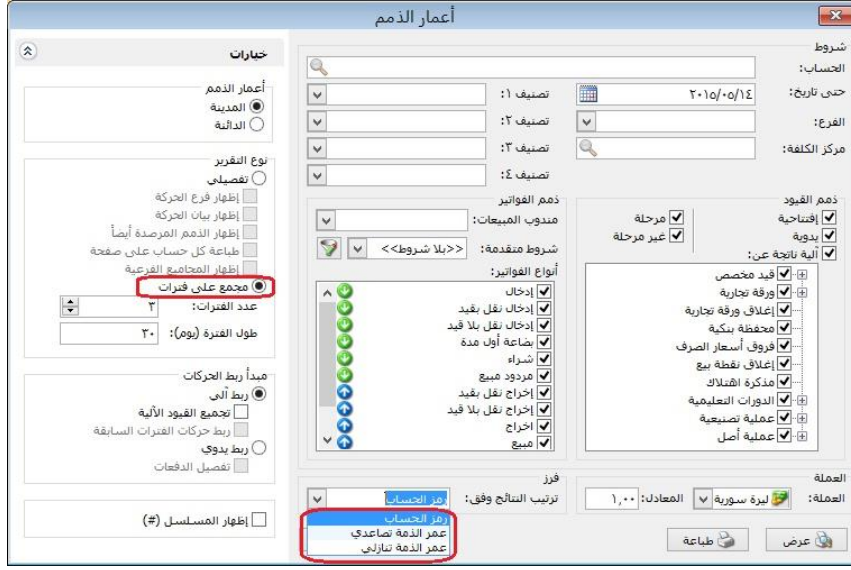 أعمار الذمم
شروط
الحساب:
حتى تاريخ: ٢٠١٥/٠٥/١٤
تصنيف ١:
الفرع:
تصنيف ٢:
مركز الكلفة:
تصنيف ٣:
تصنيف ٤:
ذمم القيود
إفتتاحية
مرحلة
يدوية
غير مرحلة
آلية ناتجة عن:
قيد مخصص
ورقة تجارية
إغلاق ورقة تجارية
محفظة بنكية
فروق أسعار الصرف
إغلاق نقطة بيع
مذكرة اهتلاك
الدورات التعليمية
عملية تصنيعية
عملية أصل
ذمم الفواتير
مندوب المبيعات:
شروط متقدمة: <<بلا شروط>>
أنواع الفواتير:
إدخال
إدخال نقل بقيد
إدخال نقل بلا قيد
بضاعة أول مدة
شراء
مردود مبيع
إخراج نقل بقيد
إخراج نقل بلا قيد
اخراج
مبيع
العملة
العملة: ليرة سورية المعادل: ١,٠٠
فرز
ترتيب النتائج وفق: رمز الحساب
رمز الحساب
عمر الذمة تصاعدي
عمر الذمة تنازلي
عرض
طباعة
خيارات
أعمار الذمم
المدينة
الدائنة
نوع التقرير
تفصيلي
إظهار فرع الحركة
إظهار بيان الحركة
إظهار الذمم المرصدة أيضاً
طباعة كل حساب على صفحة
إظهار المجاميع الفرعية
مجمع على فترات
عدد الفترات: ٣
طول الفترة (يوم): ٣٠
مبدأ ربط الحركات
ربط آلي
تجميع القيود الآلية
ربط حركات الفترات السابقة
ربط يدوي
تفصيل الدفعات
إظهار المسلسل (#)